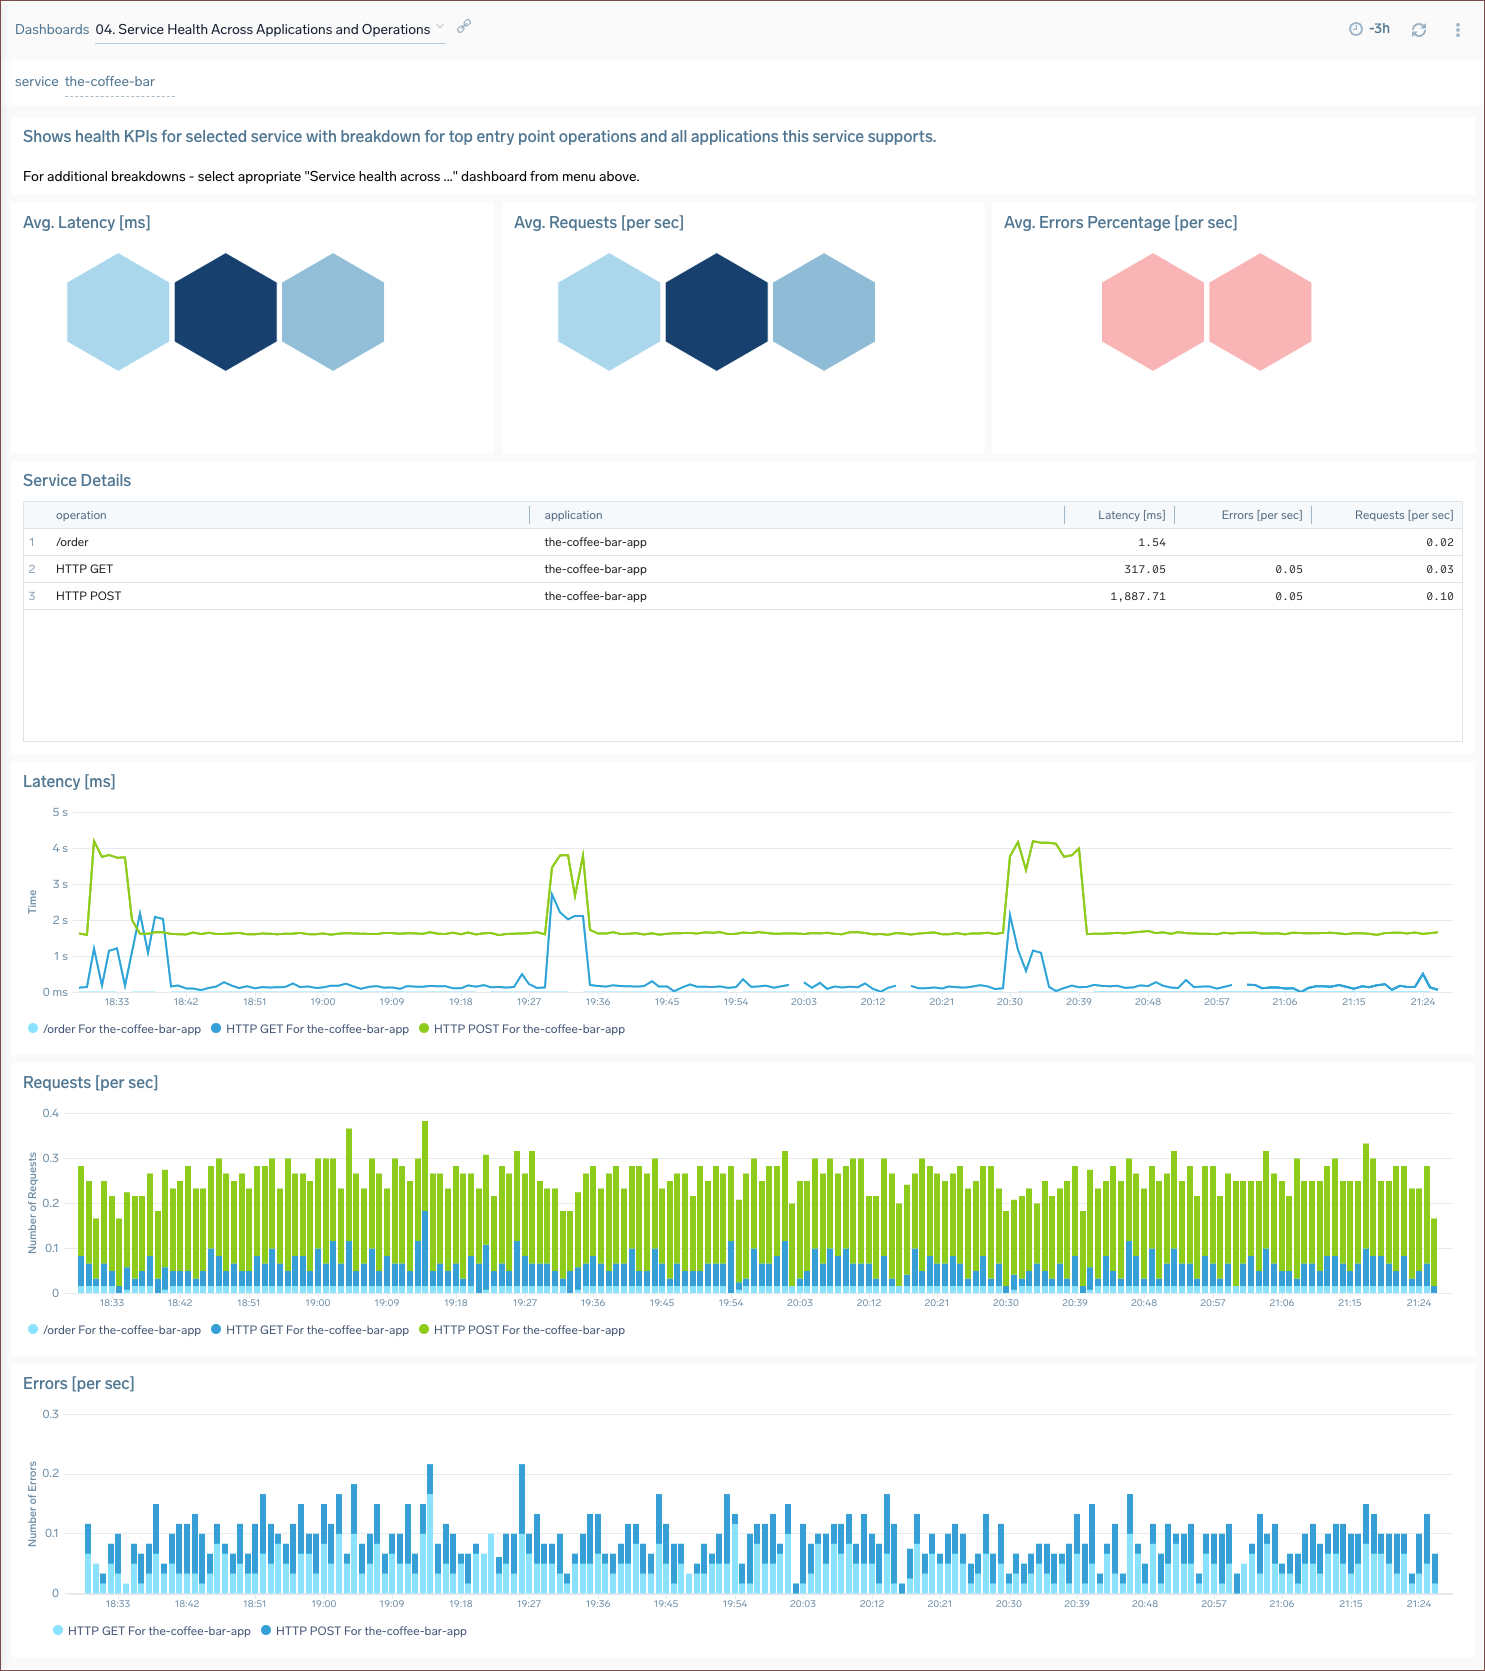 Dashboards 04. Service Health Across Applications and Operations
-3h
service the-coffee-bar
Shows health KPIs for selected service with breakdown for top entry point operations and all applications this service supports.
For additional breakdowns - select apropriate "Service health across ..." dashboard from menu above.
Avg. Latency [ms]
Avg. Requests [per sec]
Avg. Errors Percentage [per sec]
Service Details
operation application Latency [ms] Errors [per sec] Requests [per sec]
1 /order the-coffee-bar-app 1.54 0.02
2 HTTP GET the-coffee-bar-app 317.05 0.05 0.03
3 HTTP POST the-coffee-bar-app 1,887.71 0.05 0.10
Latency [ms]
Time
5 s
4 s
3 s
2 s
1 s
0 ms
18:33 18:42 18:51 19:00 19:09 19:18 19:27 19:36 19:45 19:54 20:03 20:12 20:21 20:30 20:39 20:48 20:57 21:06 21:15 21:24
/order For the-coffee-bar-app HTTP GET For the-coffee-bar-app HTTP POST For the-coffee-bar-app
Requests [per sec]
Number of Requests
0.4
0.3
0.2
0.1
0
18:33 18:42 18:51 19:00 19:09 19:18 19:27 19:36 19:45 19:54 20:03 20:12 20:21 20:30 20:39 20:48 20:57 21:06 21:15 21:24
/order For the-coffee-bar-app HTTP GET For the-coffee-bar-app HTTP POST For the-coffee-bar-app
Errors [per sec]
Number of Errors
0.3
0.2
0.1
0
18:33 18:42 18:51 19:00 19:09 19:18 19:27 19:36 19:45 19:54 20:03 20:12 20:21 20:30 20:39 20:48 20:57 21:06 21:15 21:24
HTTP GET For the-coffee-bar-app HTTP POST For the-coffee-bar-app